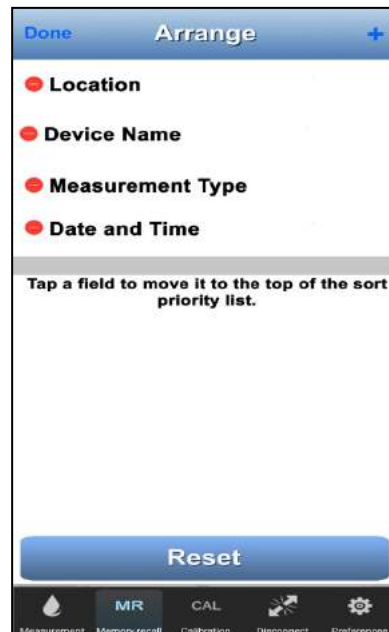 Done Arrange +
Location
Device Name
Measurement Type
Date and Time
Tap a field to move it to the top of the sort
priority list.
Reset
MR CAL
Measurement Memory recall Calibration Disconnect Preferences